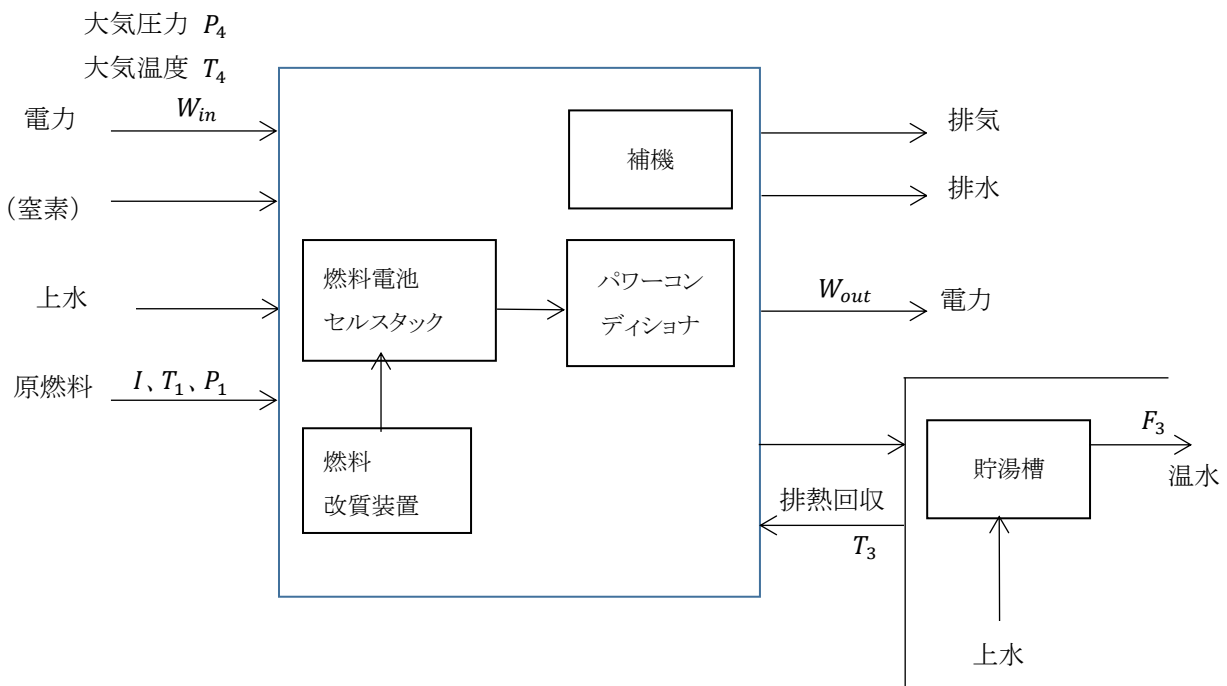 大気圧力 P₄
大気温度 T₄
電力
W_in
(窒素)
上水
原燃料
I、T₁、P₁
補機
燃料電池
セルスタック
パワーコン
ディショナ
燃料
改質装置
排気
排水
W_out
電力
排熱回収
T₃
貯湯槽
F₃
温水
上水